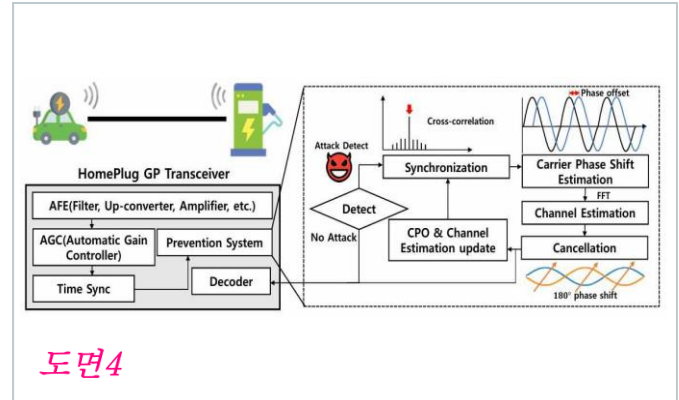 Phase offset
Cross-correlation
Attack Detect
HomePlug GP Transceiver
Synchronization
Carrier Phase Shift
Estimation
AFE(Filter, Up-converter, Amplifier, etc.)
FFT
Detect
Channel Estimation
AGC(Automatic Gain
Controller)
Prevention System
No Attack
CPO & Channel
Estimation update
Cancellation
Time Sync
Decoder
180° phase shift
도면4